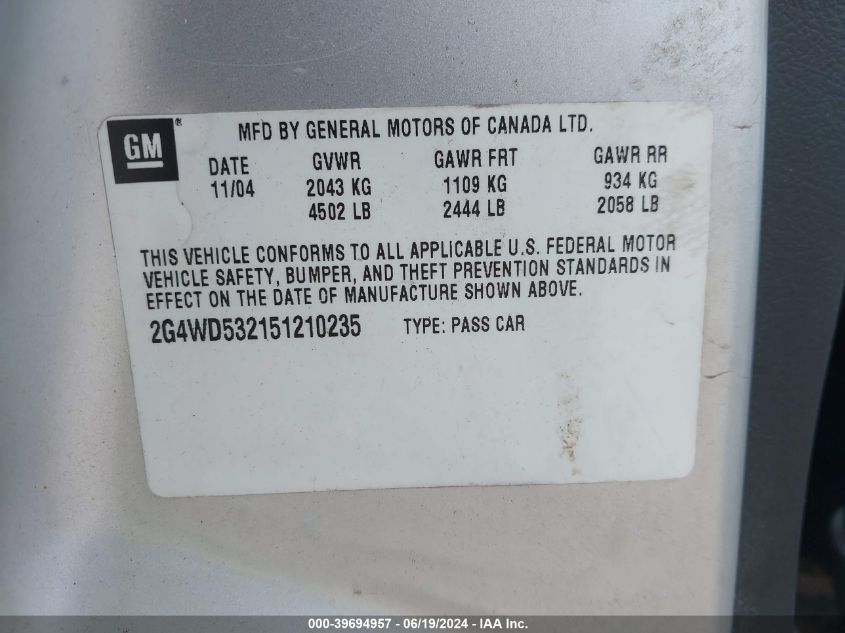 GM®
MFD BY GENERAL MOTORS OF CANADA LTD.
DATE GVWR GAWR FRT GAWR RR
11/04 2043 KG 1109 KG 934 KG
4502 LB 2444 LB 2058 LB
THIS VEHICLE CONFORMS TO ALL APPLICABLE U.S. FEDERAL MOTOR
VEHICLE SAFETY, BUMPER, AND THEFT PREVENTION STANDARDS IN
EFFECT ON THE DATE OF MANUFACTURE SHOWN ABOVE.
2G4WD532151210235 TYPE: PASS CAR
000-39694957 - 06/19/2024 - IAA Inc.